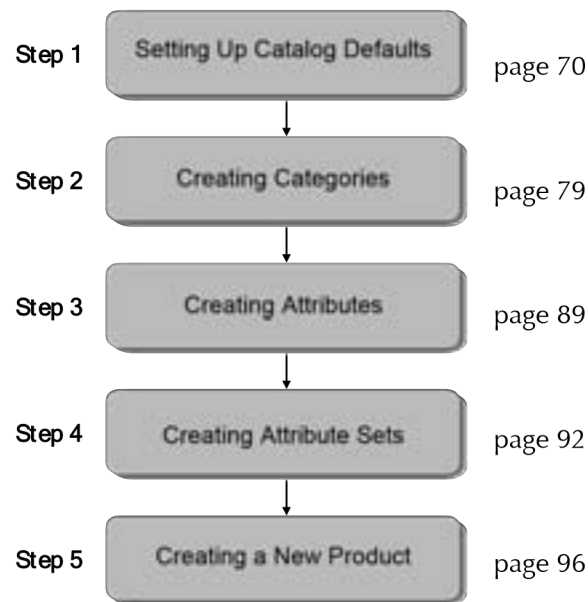 Step 1 Setting Up Catalog Defaults page 70
Step 2 Creating Categories page 79
Step 3 Creating Attributes page 89
Step 4 Creating Attribute Sets page 92
Step 5 Creating a New Product page 96